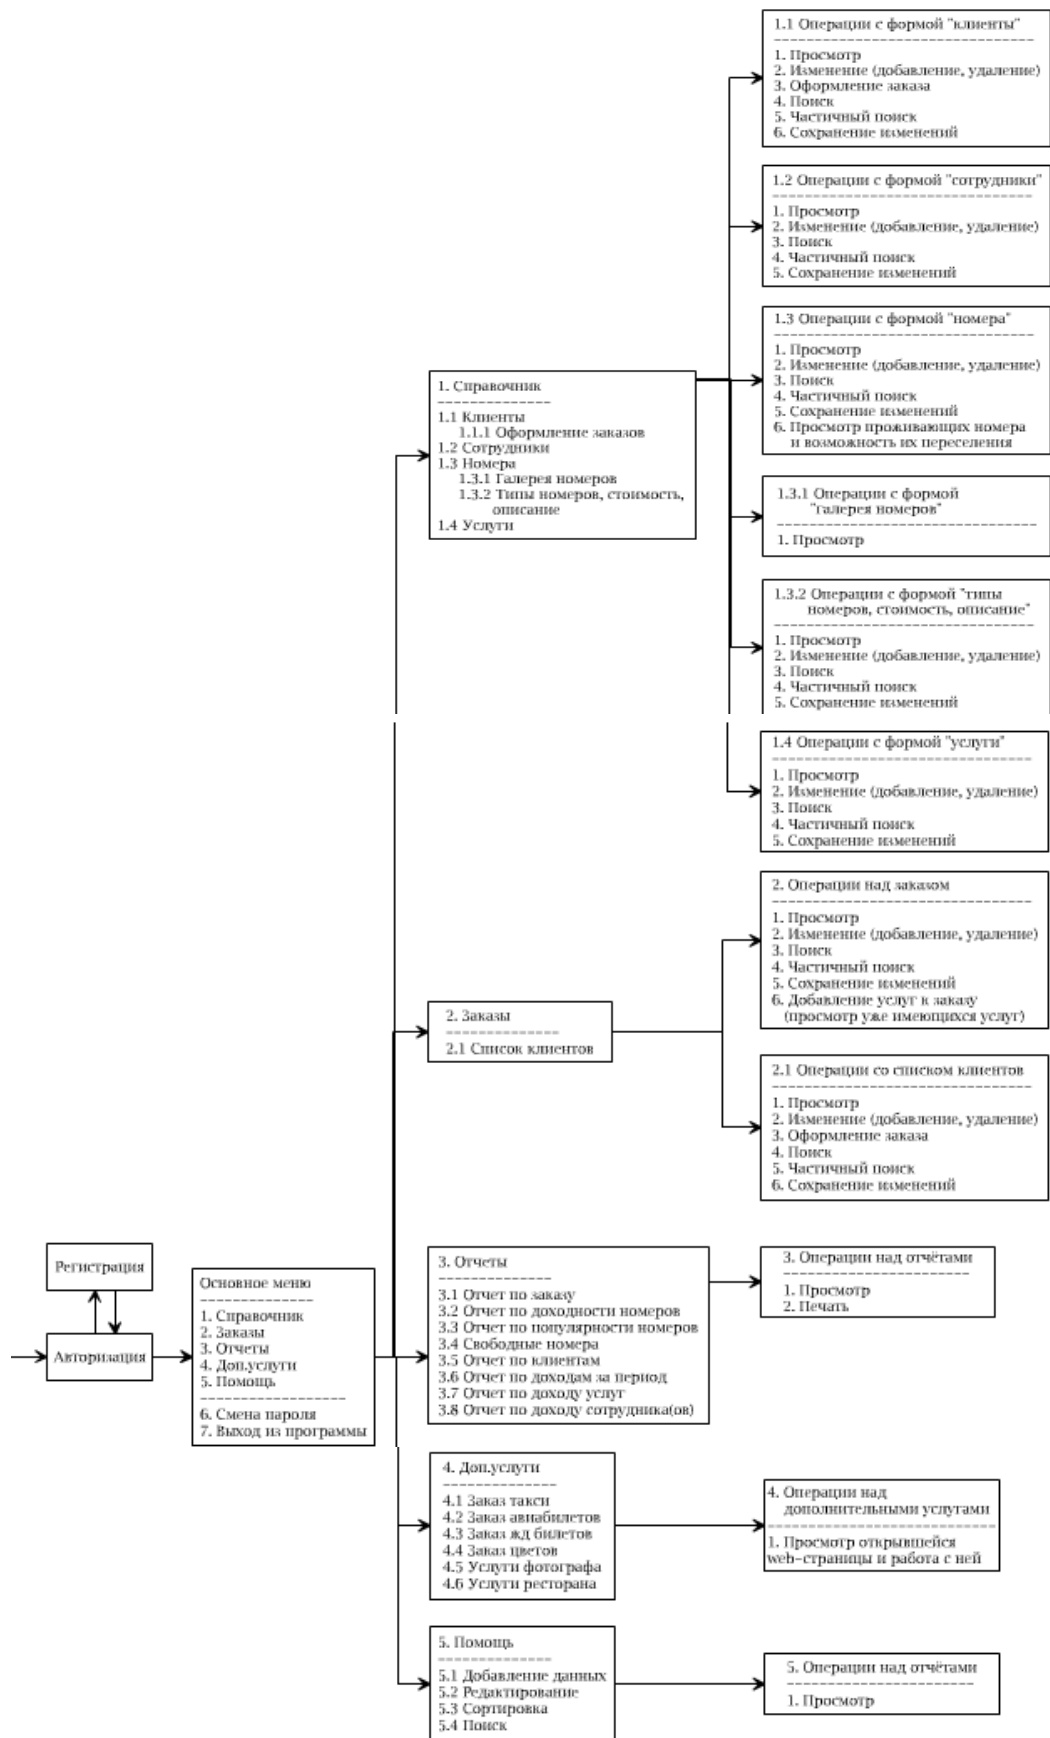 1.1 Операции с формой "клиенты"
1. Просмотр
2. Изменение (добавление, удаление)
3. Оформление заказа
4. Поиск
5. Частичный поиск
6. Сохранение изменений
1.2 Операции с формой "сотрудники"
1. Просмотр
2. Изменение (добавление, удаление)
3. Поиск
4. Частичный поиск
5. Сохранение изменений
1.3 Операции с формой "номера"
1. Просмотр
2. Изменение (добавление, удаление)
3. Поиск
4. Частичный поиск
5. Сохранение изменений
6. Просмотр проживающих номера
и возможность их переселения
1. Справочник
1.1 Клиенты
1.1.1 Оформление заказов
1.2 Сотрудники
1.3 Номера
1.3.1 Галерея номеров
1.3.2 Типы номеров, стоимость,
описание
1.4 Услуги
1.3.1 Операции с формой
"галерея номеров"
1. Просмотр
1.3.2 Операции с формой "типы
номеров, стоимость, описание"
1. Просмотр
2. Изменение (добавление, удаление)
3. Поиск
4. Частичный поиск
5. Сохранение изменений
1.4 Операции с формой "услуги"
1. Просмотр
2. Изменение (добавление, удаление)
3. Поиск
4. Частичный поиск
5. Сохранение изменений
2. Операции над заказом
1. Просмотр
2. Изменение (добавление, удаление)
3. Поиск
4. Частичный поиск
5. Сохранение изменений
6. Добавление услуг к заказу
(просмотр уже имеющихся услуг)
2. Заказы
2.1 Список клиентов
2.1 Операции со списком клиентов
1. Просмотр
2. Изменение (добавление, удаление)
3. Оформление заказа
4. Поиск
5. Частичный поиск
6. Сохранение изменений
Регистрация
Авторизация
Основное меню
1. Справочник
2. Заказы
3. Отчеты
4. Доп.услуги
5. Помощь
6. Смена пароля
7. Выход из программы
3. Отчеты
3.1 Отчет по заказу
3.2 Отчет по доходности номеров
3.3 Отчет по популярности номеров
3.4 Свободные номера
3.5 Отчет по клиентам
3.6 Отчет по доходам за период
3.7 Отчет по доходу услуг
3.8 Отчет по доходу сотрудника(ов)
3. Операции над отчётами
1. Просмотр
2. Печать
4. Доп.услуги
4.1 Заказ такси
4.2 Заказ авиабилетов
4.3 Заказ жд билетов
4.4 Заказ цветов
4.5 Услуги фотографа
4.6 Услуги ресторана
4. Операции над
дополнительными услугами
1. Просмотр открывшейся
web-страницы и работа с ней
5. Помощь
5.1 Добавление данных
5.2 Редактирование
5.3 Сортировка
5.4 Поиск
5. Операции над отчётами
1. Просмотр